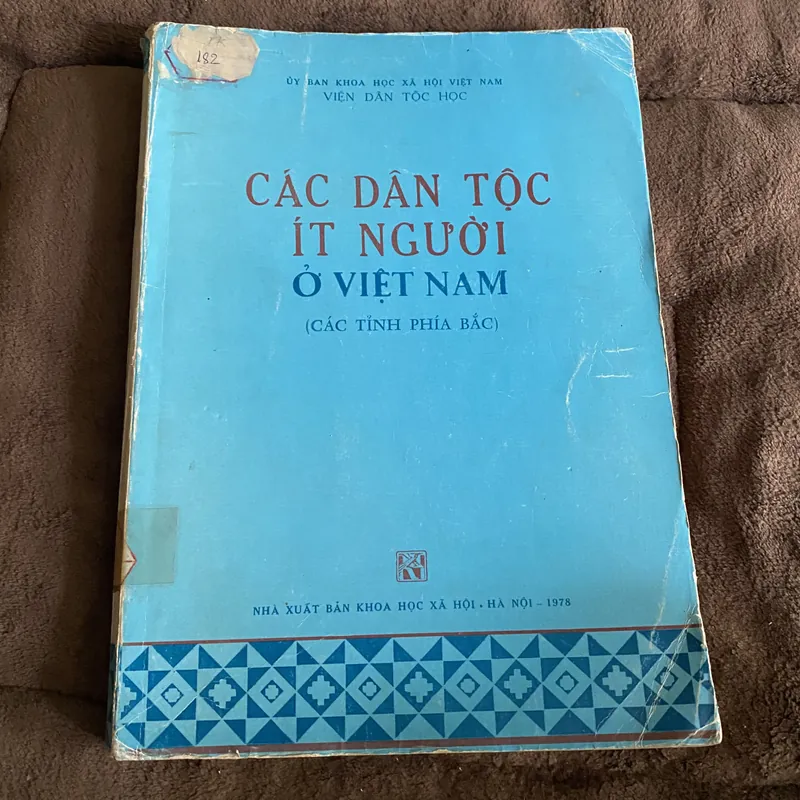 182
ỦY BAN KHOA HỌC XÃ HỘI VIỆT NAM
VIỆN DÂN TỘC HỌC
CÁC DÂN TỘC
ÍT NGƯỜI
Ở VIỆT NAM
(CÁC TỈNH PHÍA BẮC)
NHÀ XUẤT BẢN KHOA HỌC XÃ HỘI • HÀ NỘI – 1978